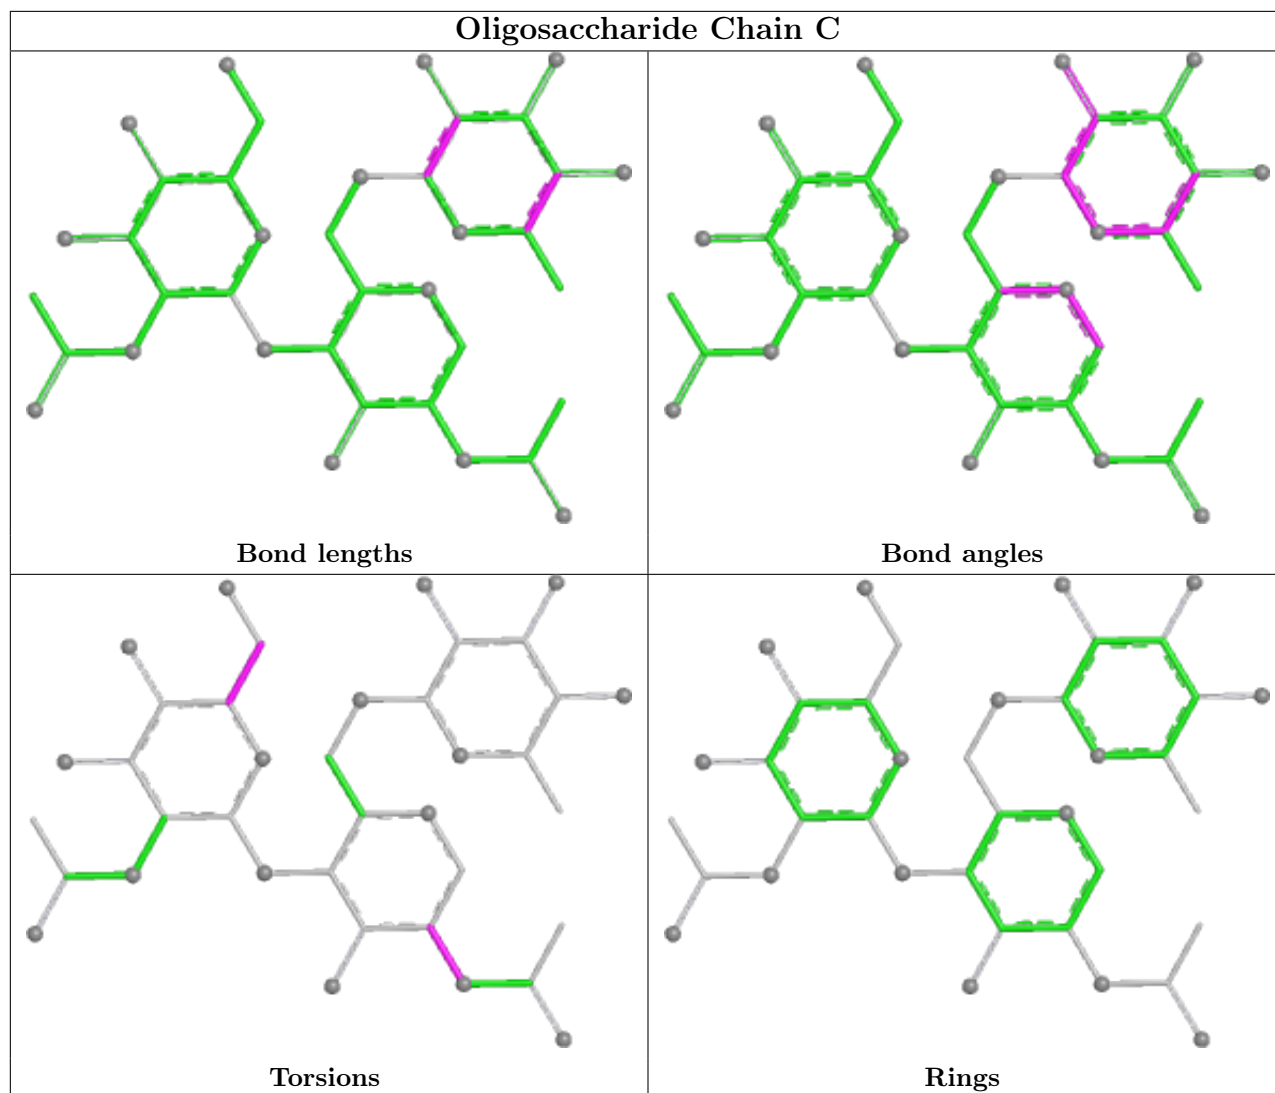 Oligosaccharide Chain C
Bond lengths
Bond angles
Torsions
Rings